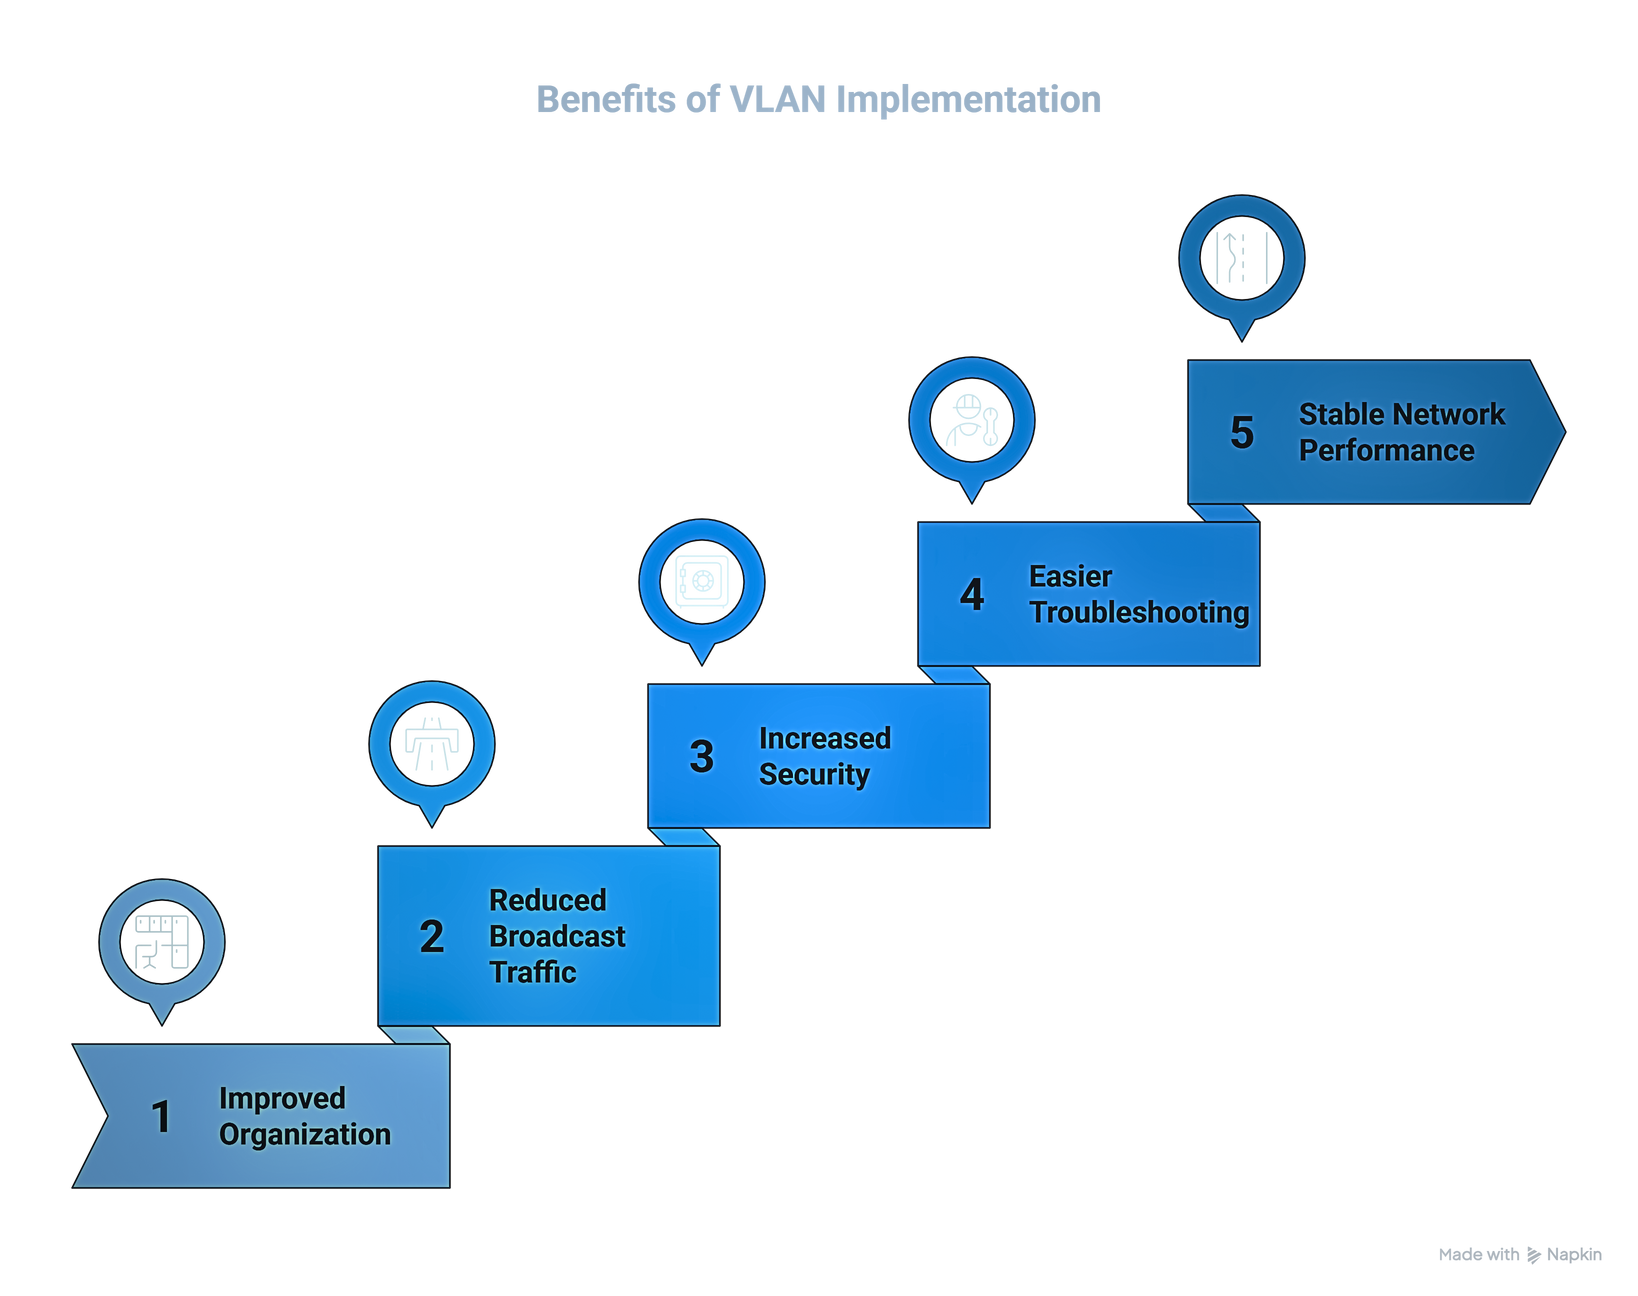 Benefits of VLAN Implementation
5
Stable Network
Performance
4
Easier
Troubleshooting
3
Increased
Security
2
Reduced
Broadcast
Traffic
1
Improved
Organization
Made with Napkin